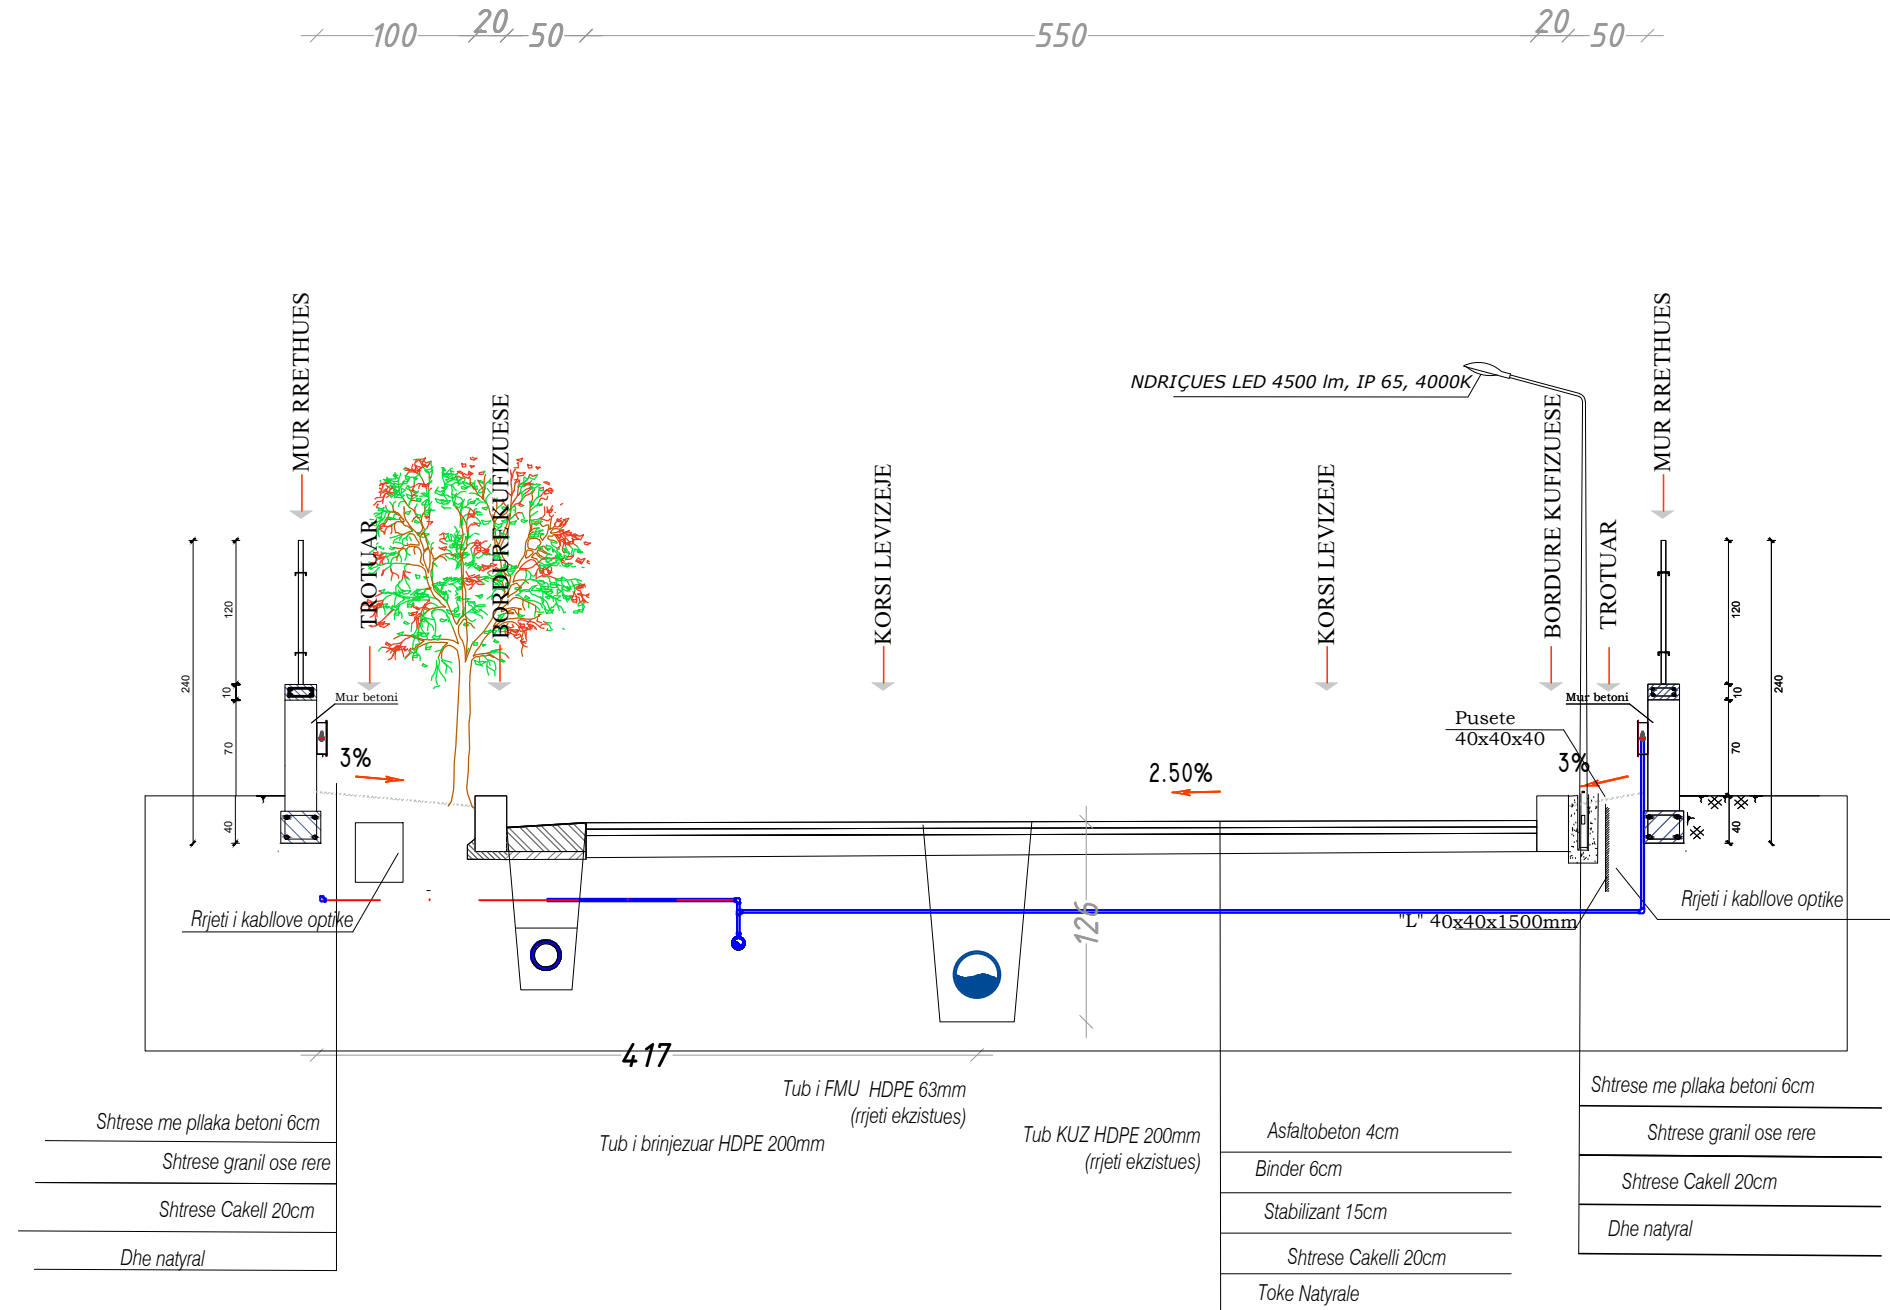 100
20
50
550
20
50
MUR RRETHUES
TROTUAR
BORDURE KUFIZUESE
KORSI LEVIZEJE
KORSI LEVIZEJE
BORDURE KUFIZUESE
TROTUAR
MUR RRETHUES
NDRIÇUES LED 4500 lm, IP 65, 4000K
240
120
10
70
40
Mur betoni
3%
2.50%
3%
Pusete
40x40x40
Mur betoni
120
10
70
40
240
Rrjeti i kabllove optike
126
"L" 40x40x1500mm
Rrjeti i kabllove optike
417
Tub i FMU HDPE 63mm
(rrjeti ekzistues)
Tub i brinjezuar HDPE 200mm
Tub KUZ HDPE 200mm
(rrjeti ekzistues)
Shtrese me pllaka betoni 6cm
Shtrese granil ose rere
Shtrese Cakell 20cm
Dhe natyral
Asfaltobeton 4cm
Binder 6cm
Stabilizant 15cm
Shtrese Cakelli 20cm
Toke Natyrale
Shtrese me pllaka betoni 6cm
Shtrese granil ose rere
Shtrese Cakell 20cm
Dhe natyral